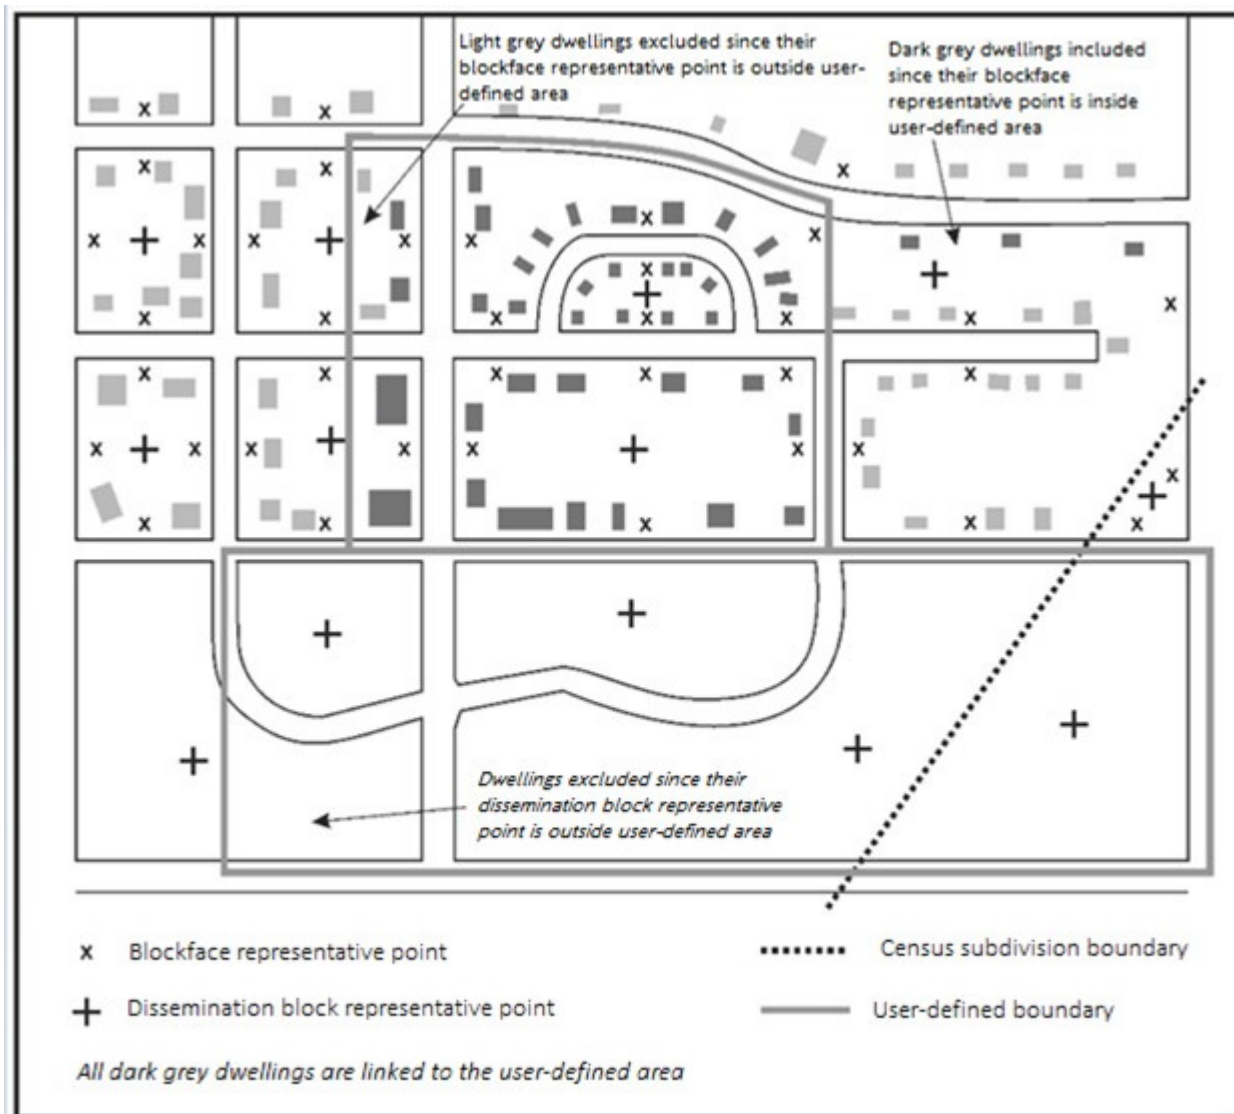 Light grey dwellings excluded since their
blockface representative point is outside user-
defined area
Dark grey dwellings included
since their blockface
representative point is inside
user-defined area
Dwellings excluded since their
dissemination block representative
point is outside user-defined area
x Blockface representative point
+ Dissemination block representative point
Census subdivision boundary
User-defined boundary
All dark grey dwellings are linked to the user-defined area